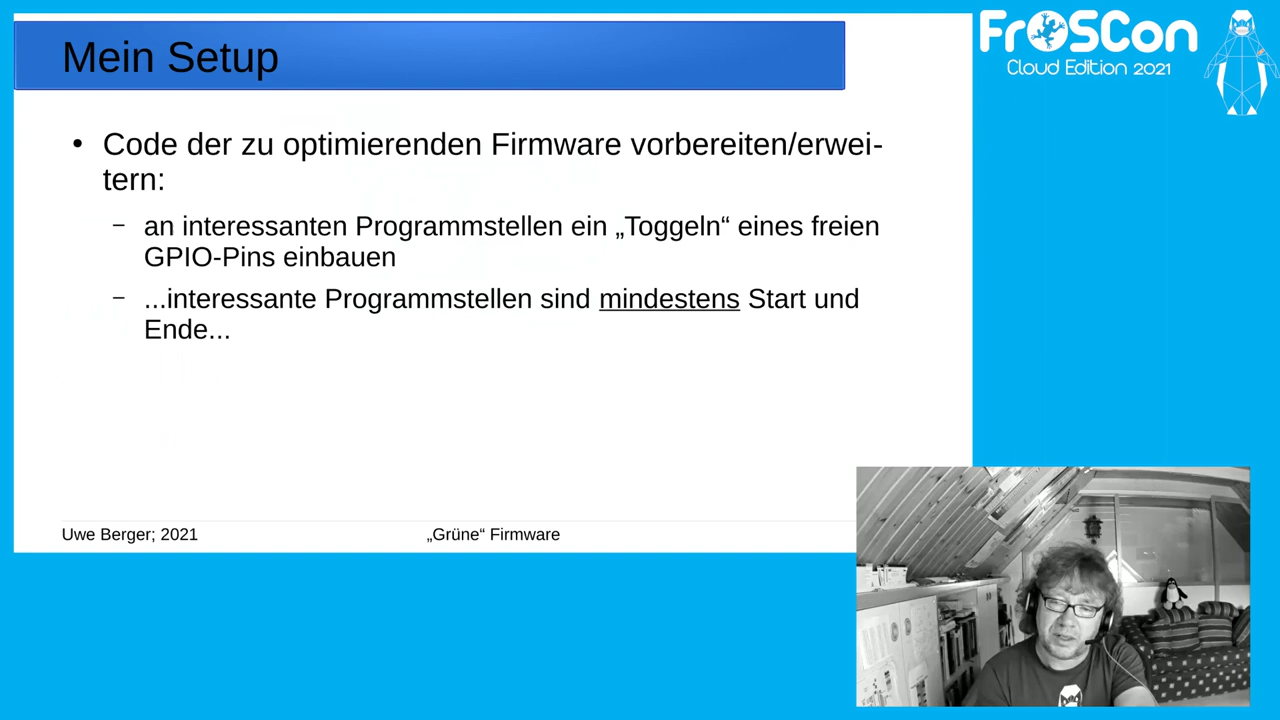 Mein Setup
FrOSCon
Cloud Edition 2021
• Code der zu optimierenden Firmware vorbereiten/erwei-
tern:
– an interessanten Programmstellen ein „Toggeln“ eines freien
GPIO-Pins einbauen
– ...interessante Programmstellen sind mindestens Start und
Ende...
Uwe Berger; 2021
„Grüne“ Firmware